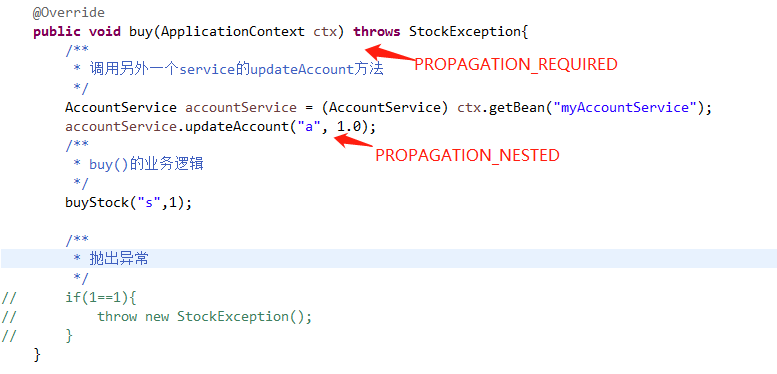 @Override
public void buy(ApplicationContext ctx) throws StockException{
/**
PROPAGATION_REQUIRED
* 调用另外一个service的updateAccount方法
*/
AccountService accountService = (AccountService) ctx.getBean("myAccountService");
accountService.updateAccount("a", 1.0);
/**
PROPAGATION_NESTED
* buy()的业务逻辑
*/
buyStock("s",1);
/**
* 抛出异常
*/
// if(1==1){
// throw new StockException();
// }
}